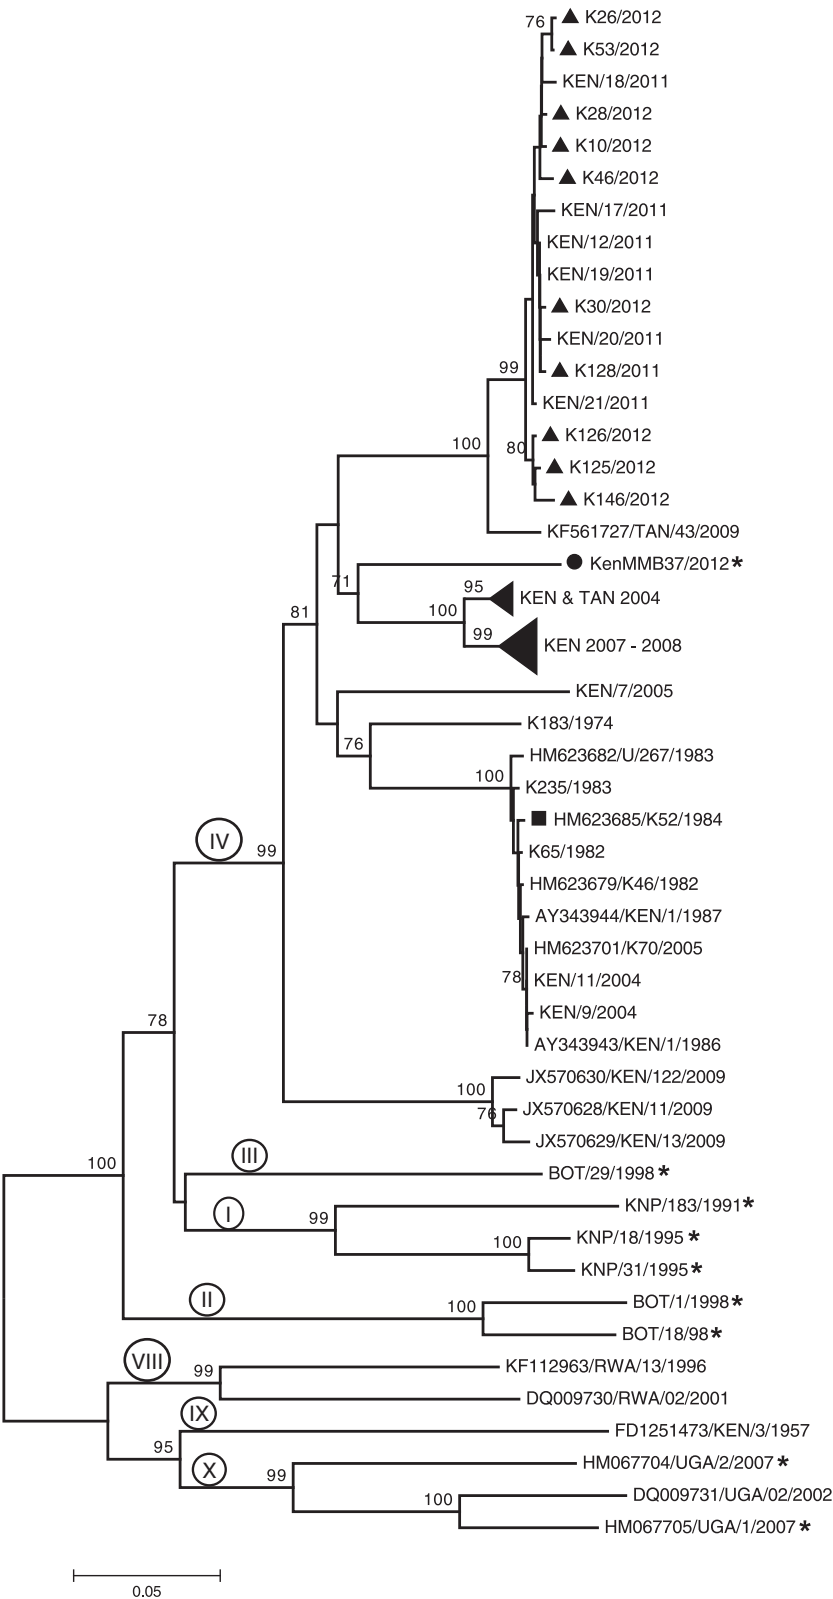 76
K26/2012
K53/2012
KEN/18/2011
K28/2012
K10/2012
K46/2012
KEN/17/2011
KEN/12/2011
KEN/19/2011
K30/2012
KEN/20/2011
99
K128/2011
KEN/21/2011
K126/2012
100
80
K125/2012
K146/2012
KF561727/TAN/43/2009
KenMMB37/2012*
71
95
KEN & TAN 2004
100
81
99
KEN 2007 - 2008
KEN/7/2005
K183/1974
76
HM623682/U/267/1983
100
K235/1983
HM623685/K52/1984
IV
99
K65/1982
HM623679/K46/1982
AY343944/KEN/1/1987
HM623701/K70/2005
78
KEN/11/2004
KEN/9/2004
78
AY343943/KEN/1/1986
JX570630/KEN/122/2009
100
76
JX570628/KEN/11/2009
JX570629/KEN/13/2009
III
100
BOT/29/1998*
KNP/183/1991*
I
99
KNP/18/1995*
100
KNP/31/1995*
II
BOT/1/1998*
100
BOT/18/98*
VIII
KF112963/RWA/13/1996
99
DQ009730/RWA/02/2001
IX
FD1251473/KEN/3/1957
95
X
HM067704/UGA/2/2007*
99
DQ009731/UGA/02/2002
100
HM067705/UGA/1/2007*
0.05